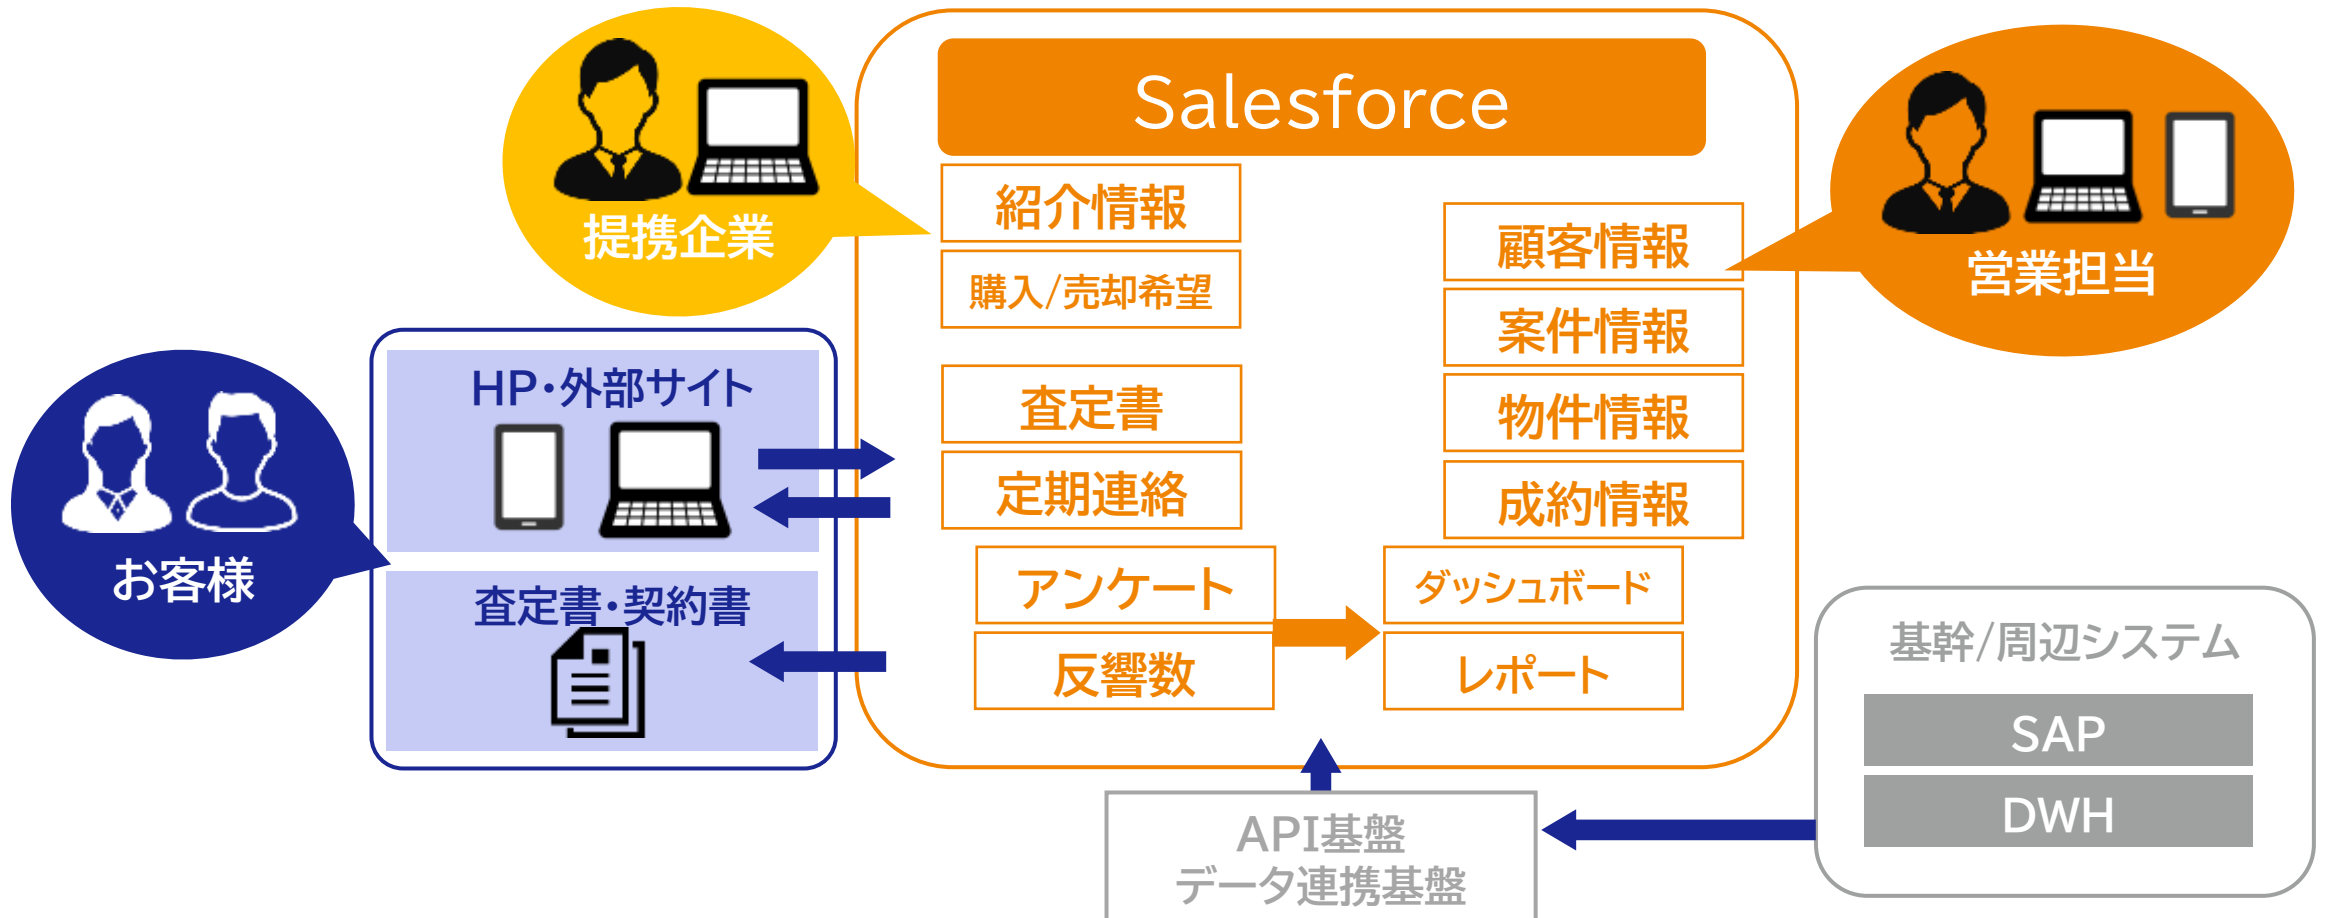 Salesforce
提携企業
紹介情報
購入/売却希望
顧客情報
案件情報
物件情報
成約情報
営業担当
お客様
HP・外部サイト
査定書・契約書
査定書
定期連絡
アンケート
反響数
ダッシュボード
レポート
基幹/周辺システム
SAP
DWH
API基盤
データ連携基盤